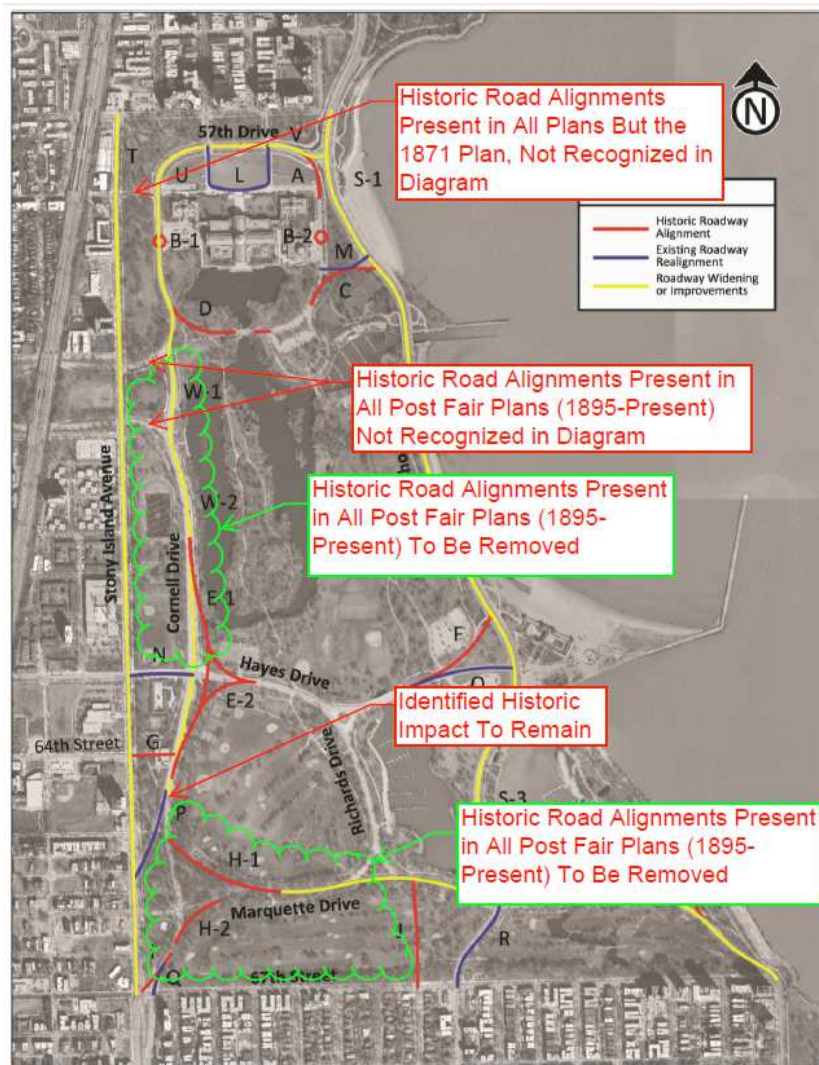 Historic Road Alignments
Present in All Plans But the
1871 Plan, Not Recognized in
Diagram
N
57th Drive
V
T
U
L
A
S-1
Historic Roadway
Alignment
Existing Roadway
Realignment
Roadway Widening
or Improvements
B-1
B-2
M
C
D
Historic Road Alignments Present in
All Post Fair Plans (1895-Present)
Not Recognized in Diagram
W-1
Stony Island Avenue
Historic Road Alignments Present
in All Post Fair Plans (1895-
Present) To Be Removed
W-2
Cornell Drive
E-1
F
N
Hayes Drive
E-2
Identified Historic
Impact To Remain
64th Street
G
Richards Drive
S-3
P
Historic Road Alignments Present
in All Post Fair Plans (1895-
Present) To Be Removed
H-1
Marquette Drive
H-2
R
Q
67th Street